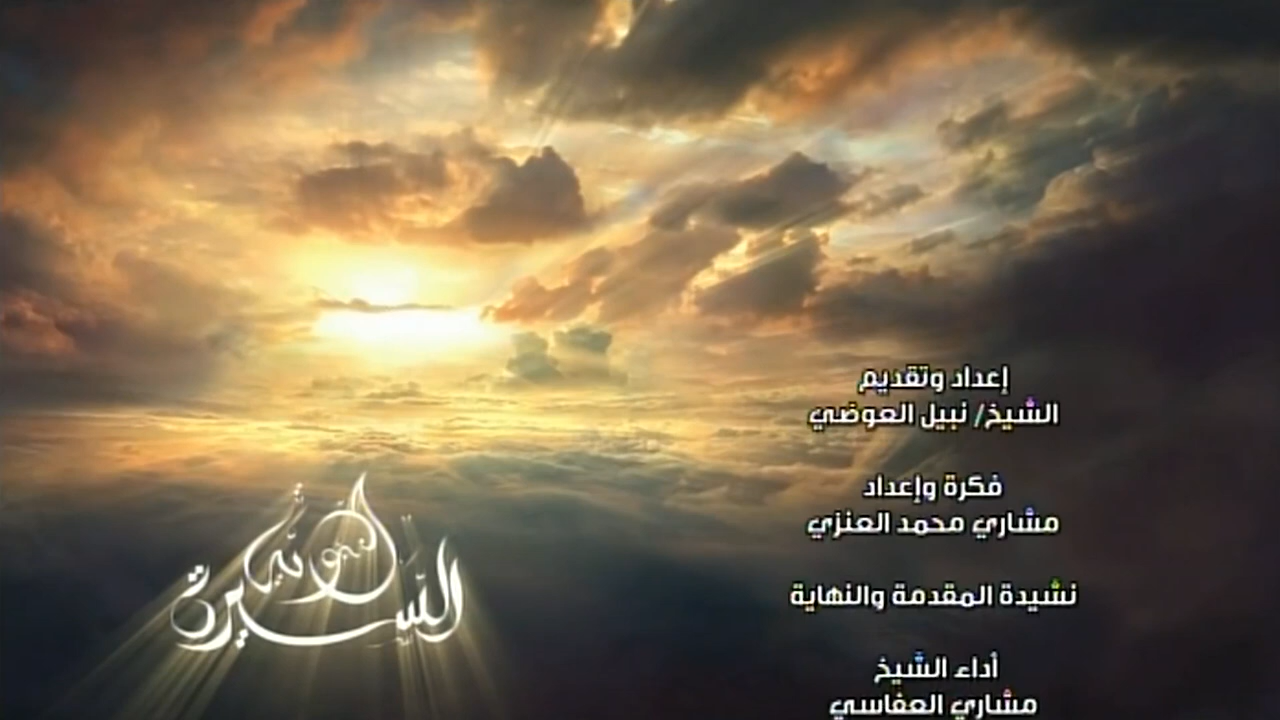 إعداد وتقديم
الشيخ/ نبيل العوضي
فكرة وإعداد
مشاري محمد العنزي
نشيدة المقدمة والنهاية
أداء الشيخ
مشاري العفاسي
السيرة النبوية